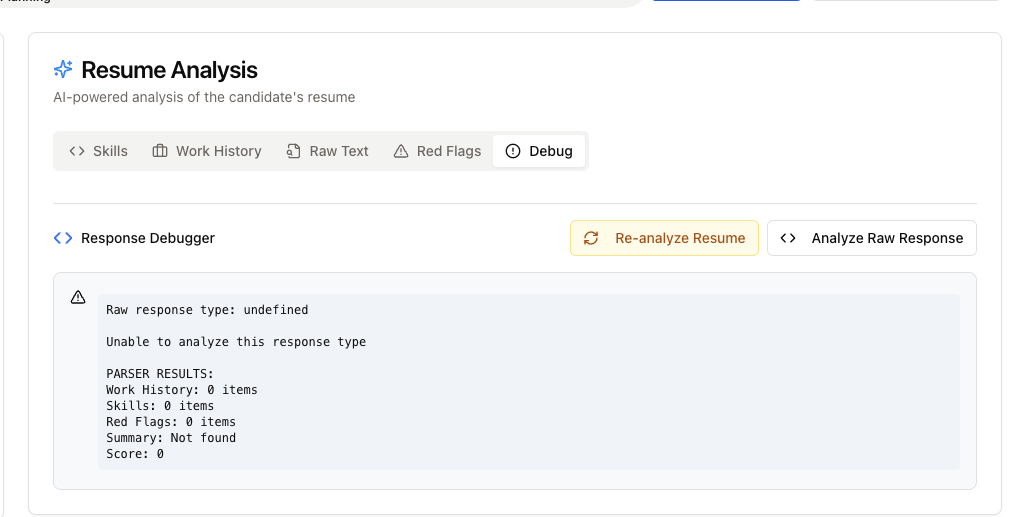 Resume Analysis
AI-powered analysis of the candidate's resume
Skills Work History Raw Text Red Flags Debug
Response Debugger Re-analyze Resume Analyze Raw Response
Raw response type: undefined
Unable to analyze this response type
PARSER RESULTS:
Work History: 0 items
Skills: 0 items
Red Flags: 0 items
Summary: Not found
Score: 0